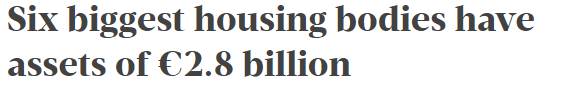 Six biggest housing bodies have
assets of €2.8 billion